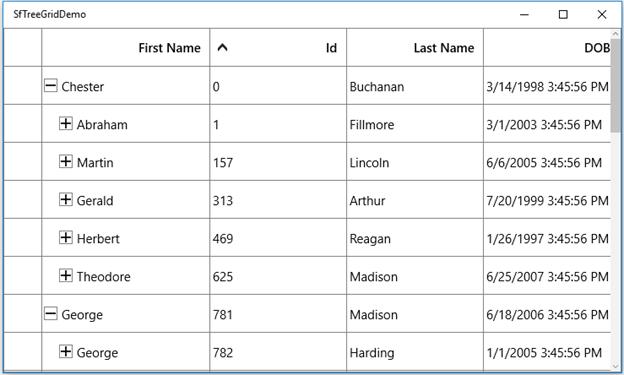 SfTreeGridDemo
First Name Id Last Name DOB
Chester 0 Buchanan 3/14/1998 3:45:56 PM
Abraham 1 Fillmore 3/1/2003 3:45:56 PM
Martin 157 Lincoln 6/6/2005 3:45:56 PM
Gerald 313 Arthur 7/20/1999 3:45:56 PM
Herbert 469 Reagan 1/26/1997 3:45:56 PM
Theodore 625 Madison 6/25/2007 3:45:56 PM
George 781 Madison 6/18/2006 3:45:56 PM
George 782 Harding 1/1/2005 3:45:56 PM